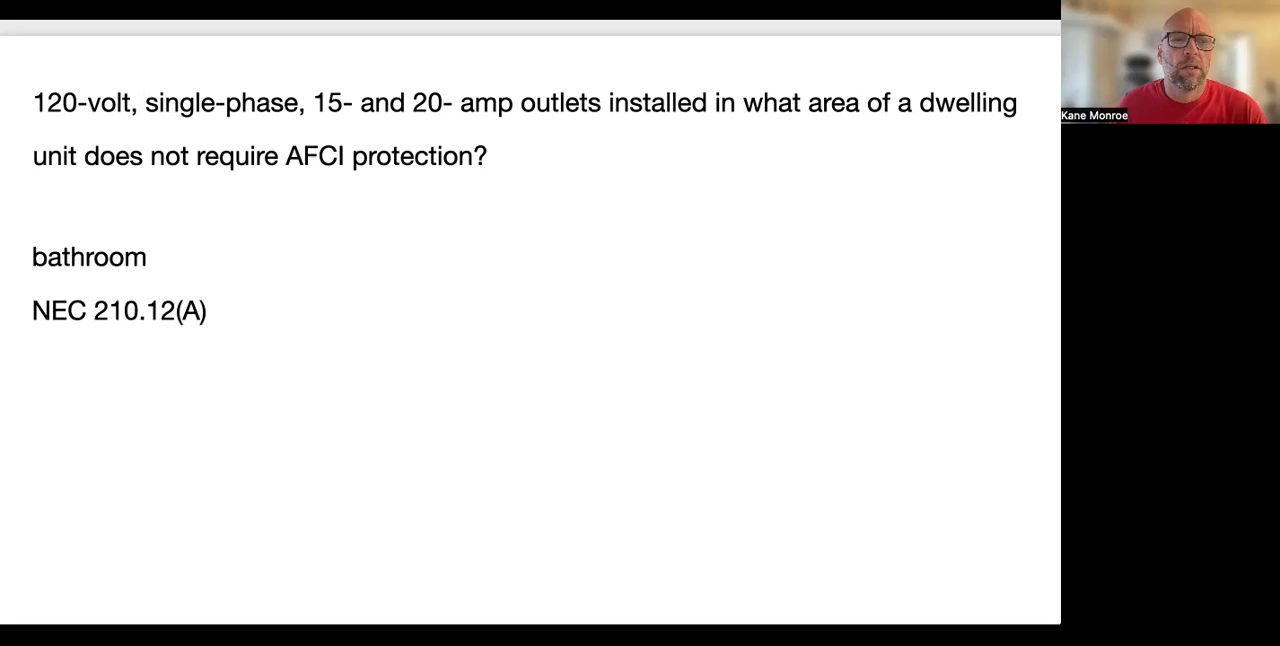 120-volt, single-phase, 15- and 20- amp outlets installed in what area of a dwelling
unit does not require AFCI protection?
bathroom
NEC 210.12(A)
Kane Monroe